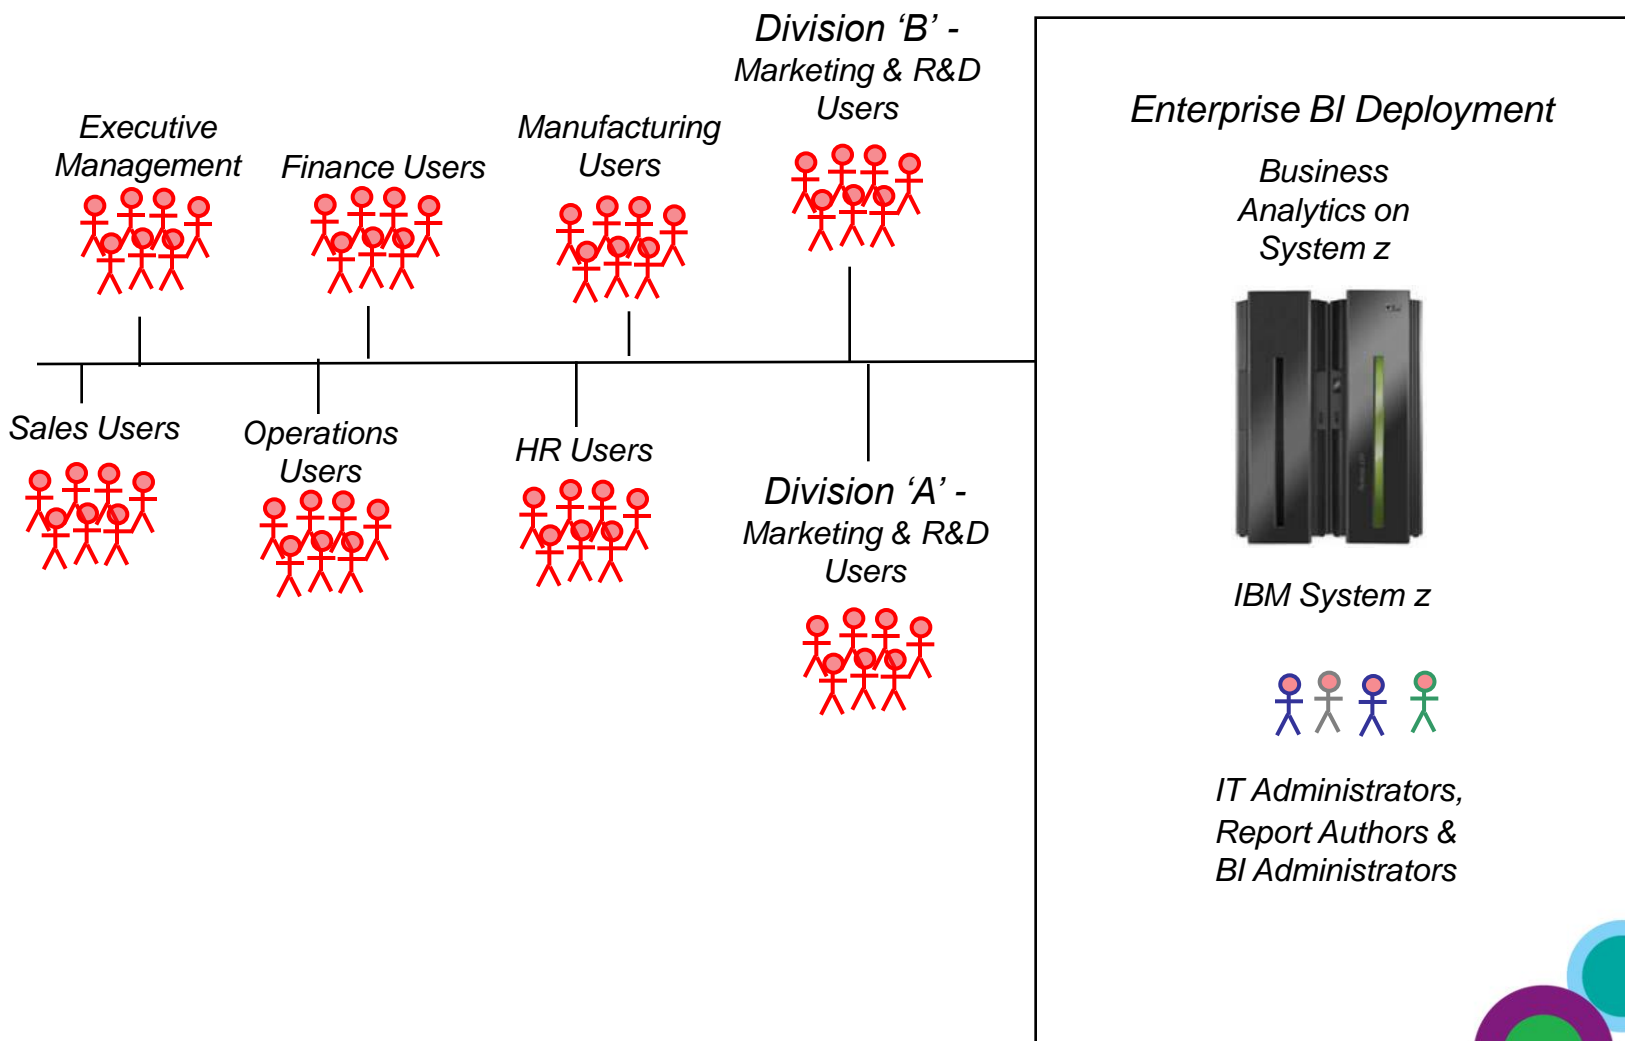 Division ‘B’ -
Marketing & R&D
Users
Executive
Management
Finance Users
Manufacturing
Users
Sales Users
Operations
Users
HR Users
Division ‘A’ -
Marketing & R&D
Users
Enterprise BI Deployment
Business
Analytics on
System z
IBM System z
IT Administrators,
Report Authors &
BI Administrators